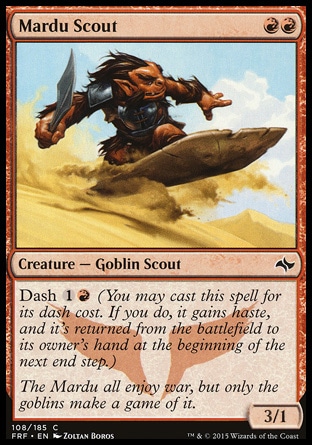 Mardu Scout
Creature — Goblin Scout
Dash 1 (You may cast this spell for
its dash cost. If you do, it gains haste,
and it's returned from the battlefield to
its owner's hand at the beginning of the
next end step.)
The Mardu all enjoy war, but only the
goblins make a game of it.
3/1
108/185 C
FRF • EN Zoltan Boros
™ & © 2015 Wizards of the Coast